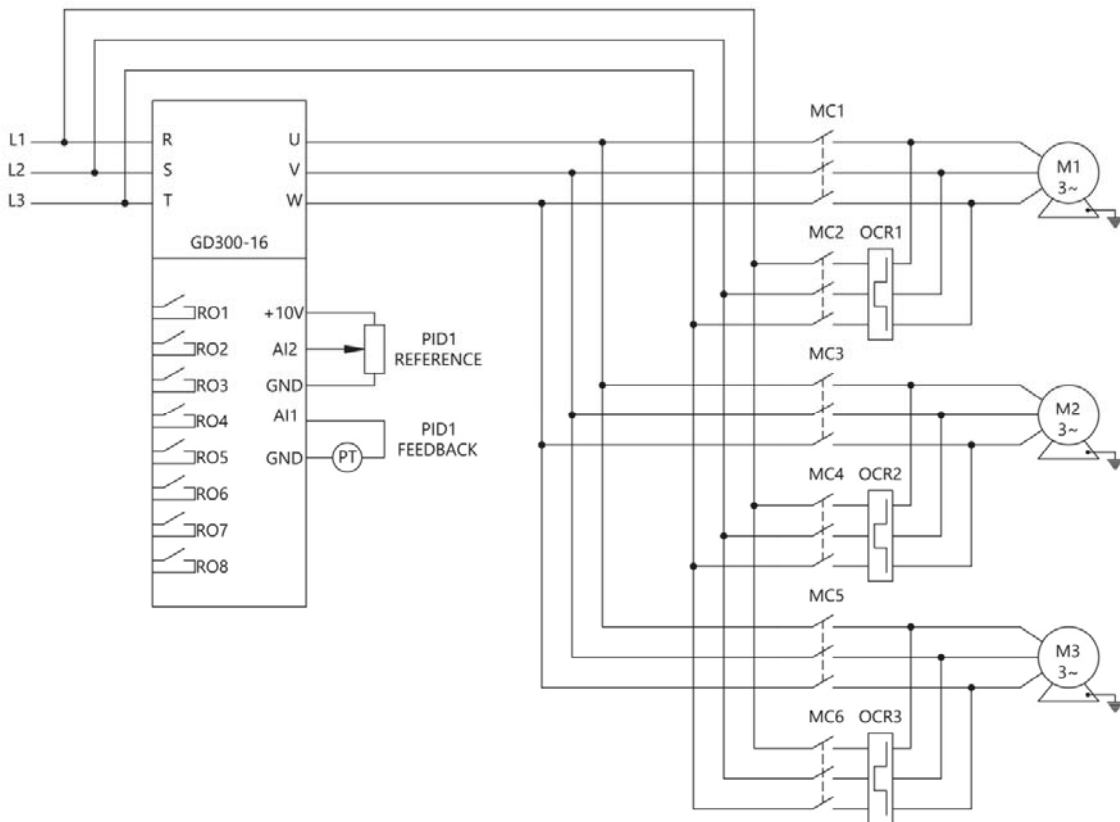 L1
L2
L3
R
S
T
U
V
W
GD300-16
RO1
RO2
RO3
RO4
RO5
RO6
RO7
RO8
+10V
AI2
GND
AI1
GND
PID1
REFERENCE
PID1
FEEDBACK
PT
MC1
M1
3~
MC2 OCR1
MC3
M2
3~
MC4 OCR2
MC5
M3
3~
MC6 OCR3